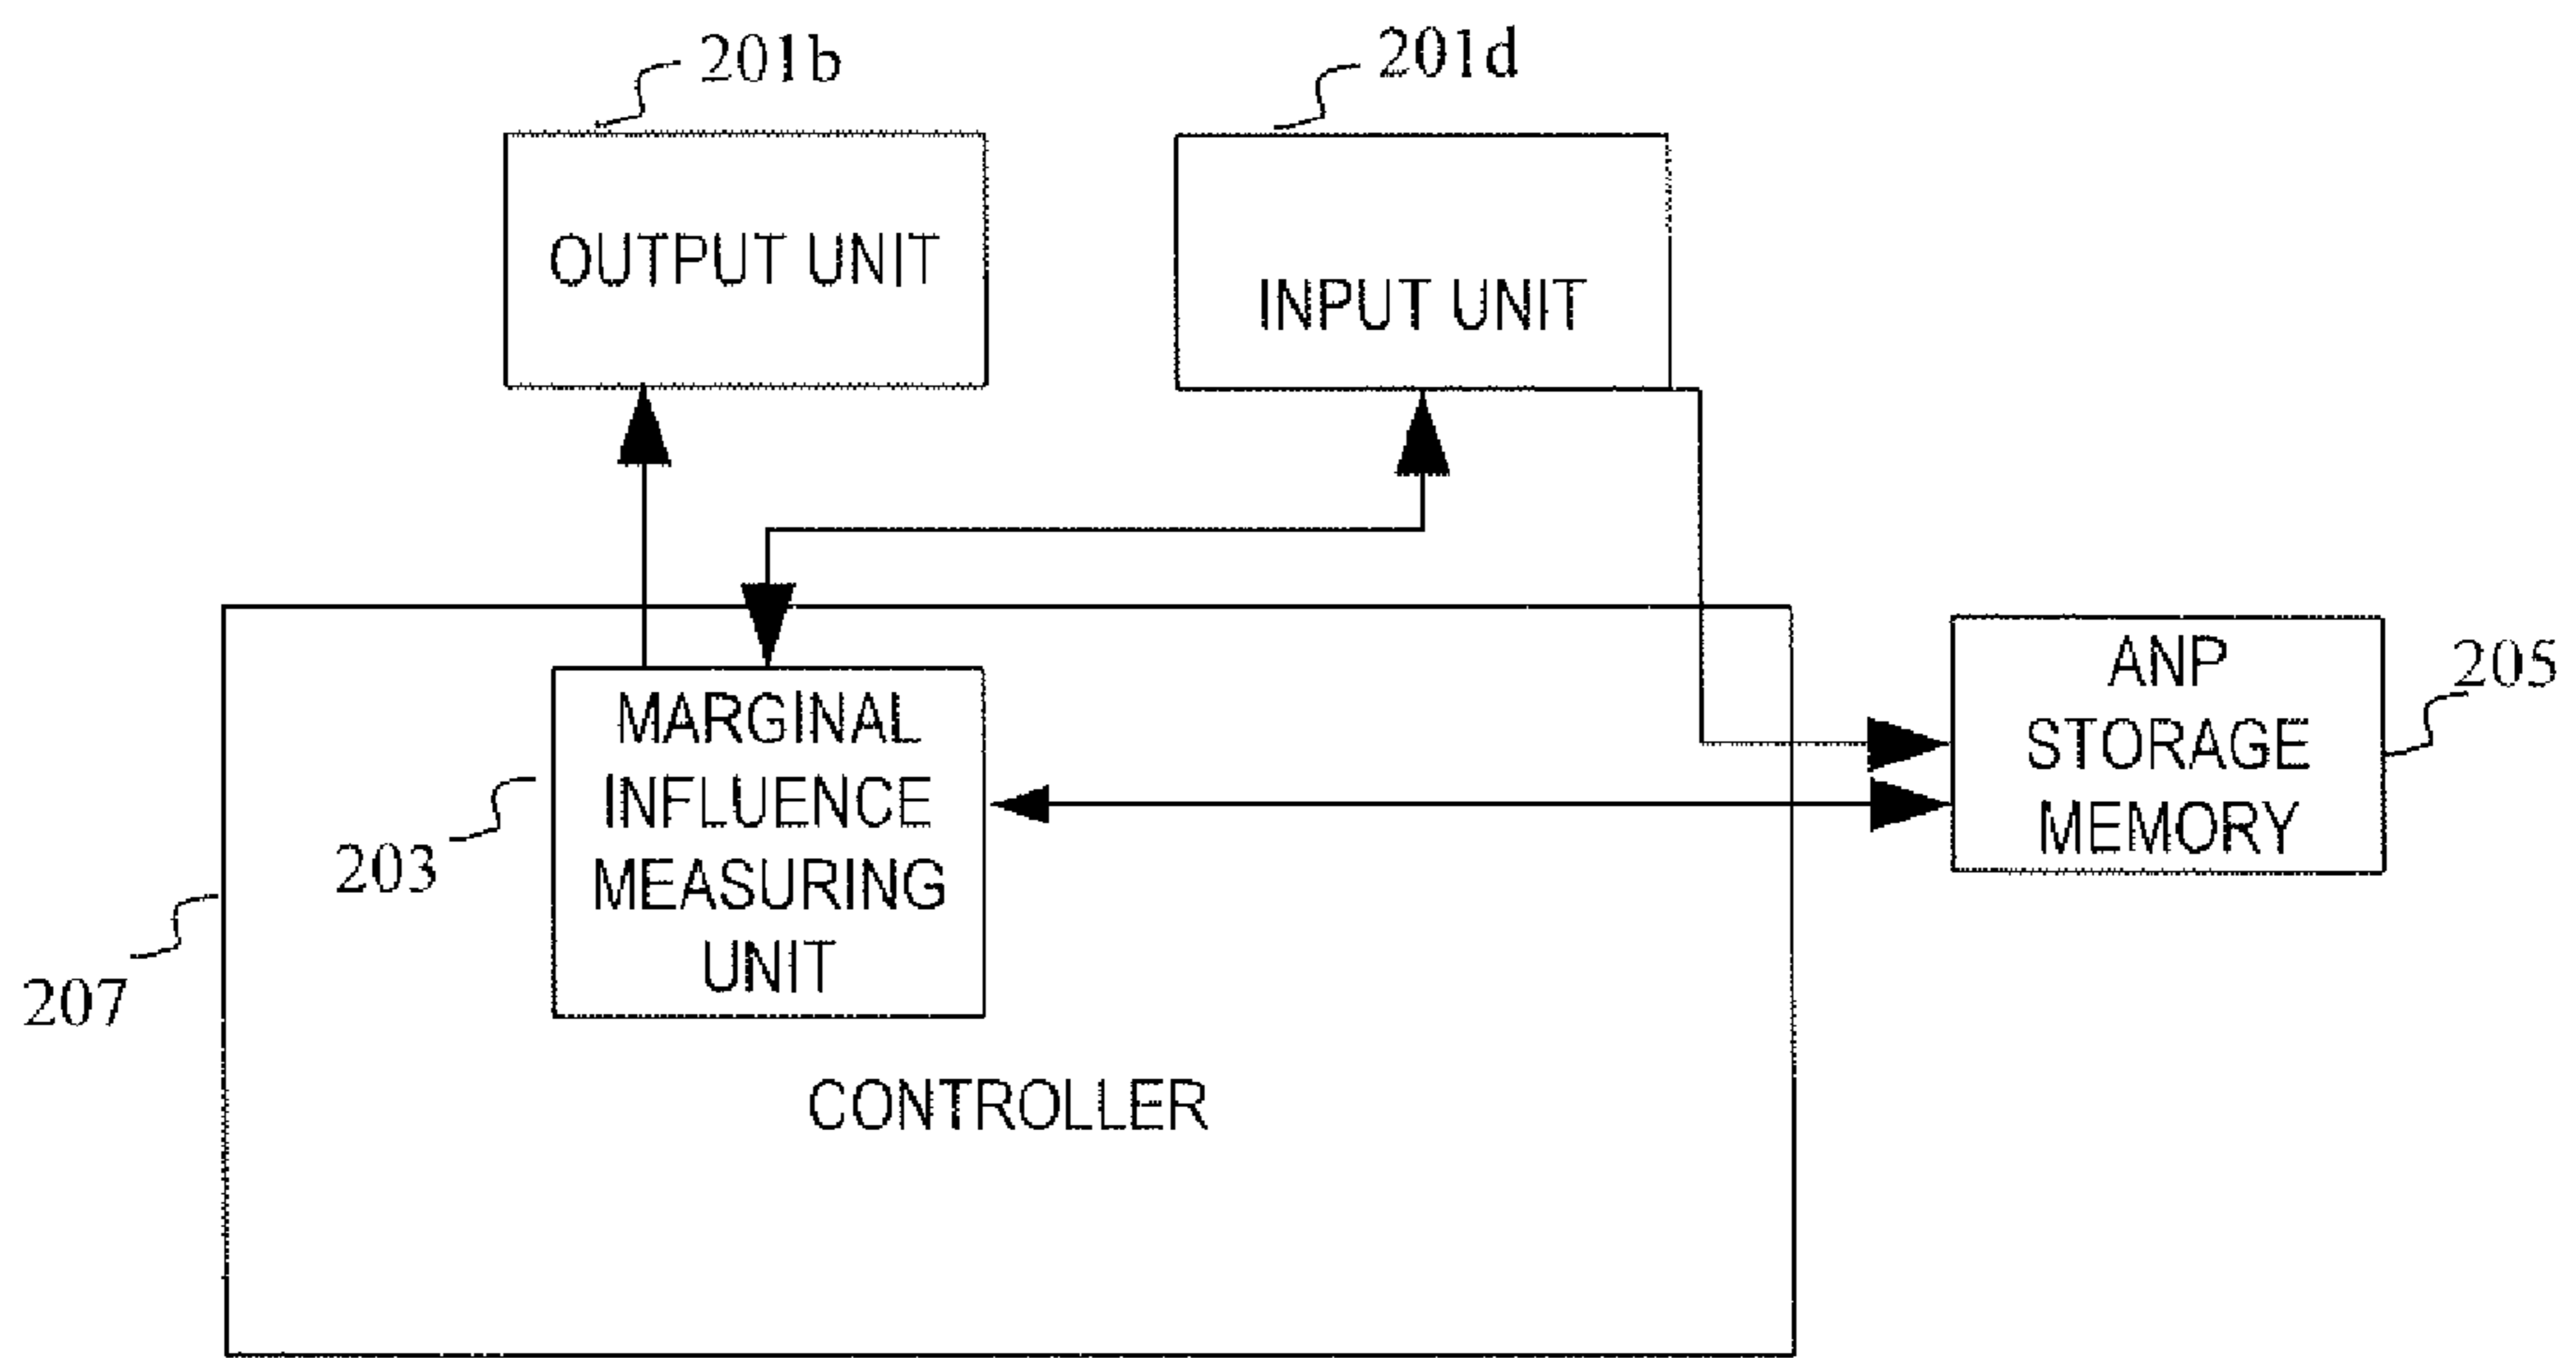 201b
201d
OUTPUT UNIT
INPUT UNIT
MARGINAL
INFLUENCE
MEASURING
UNIT
203
ANP
STORAGE
MEMORY
205
207
CONTROLLER